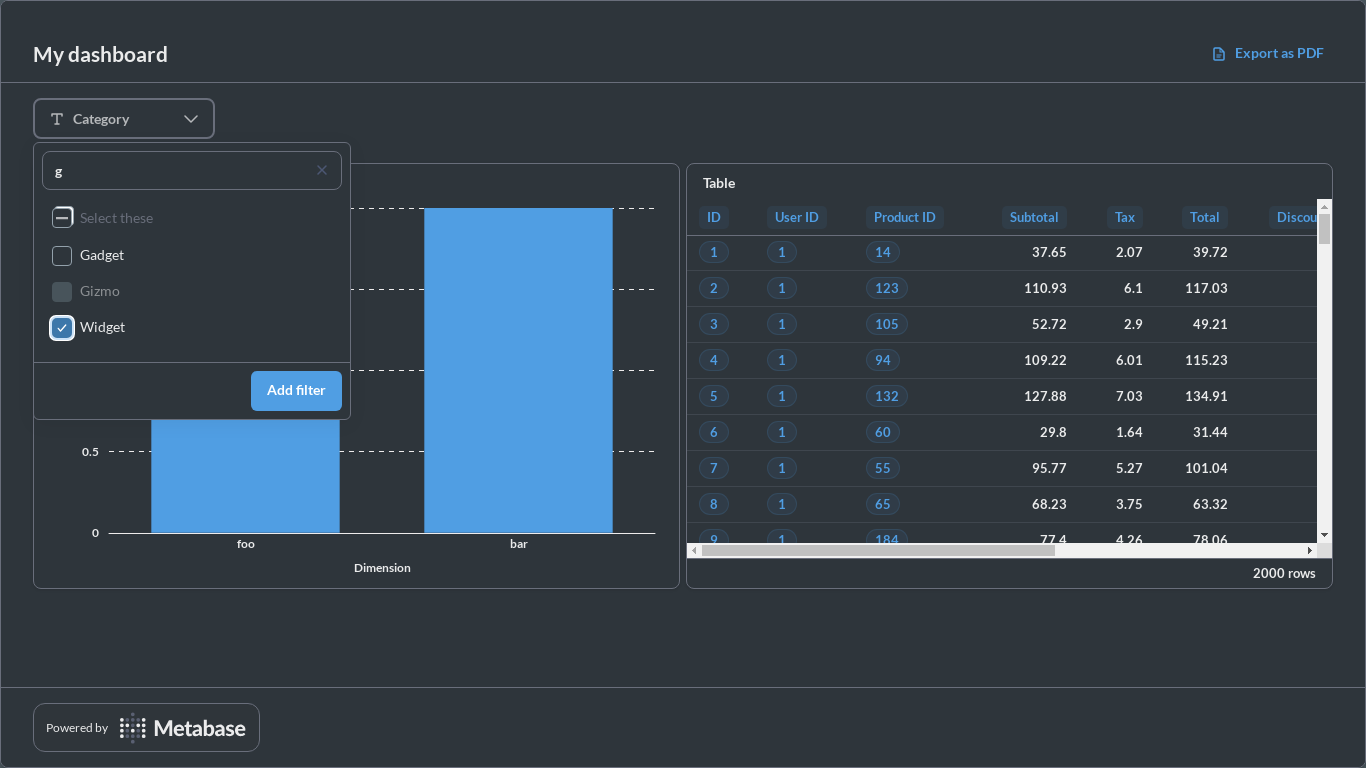 My dashboard
Export as PDF
Category
g
Select these
Gadget
Gizmo
Widget
Add filter
0.5
0
foo
bar
Dimension
Table
ID User ID Product ID Subtotal Tax Total Discou
1 1 14 37.65 2.07 39.72
2 1 123 110.93 6.1 117.03
3 1 105 52.72 2.9 49.21
4 1 94 109.22 6.01 115.23
5 1 132 127.88 7.03 134.91
6 1 60 29.8 1.64 31.44
7 1 55 95.77 5.27 101.04
8 1 65 68.23 3.75 63.32
9 1 184 77.4 4.26 78.06
2000 rows
Powered by Metabase